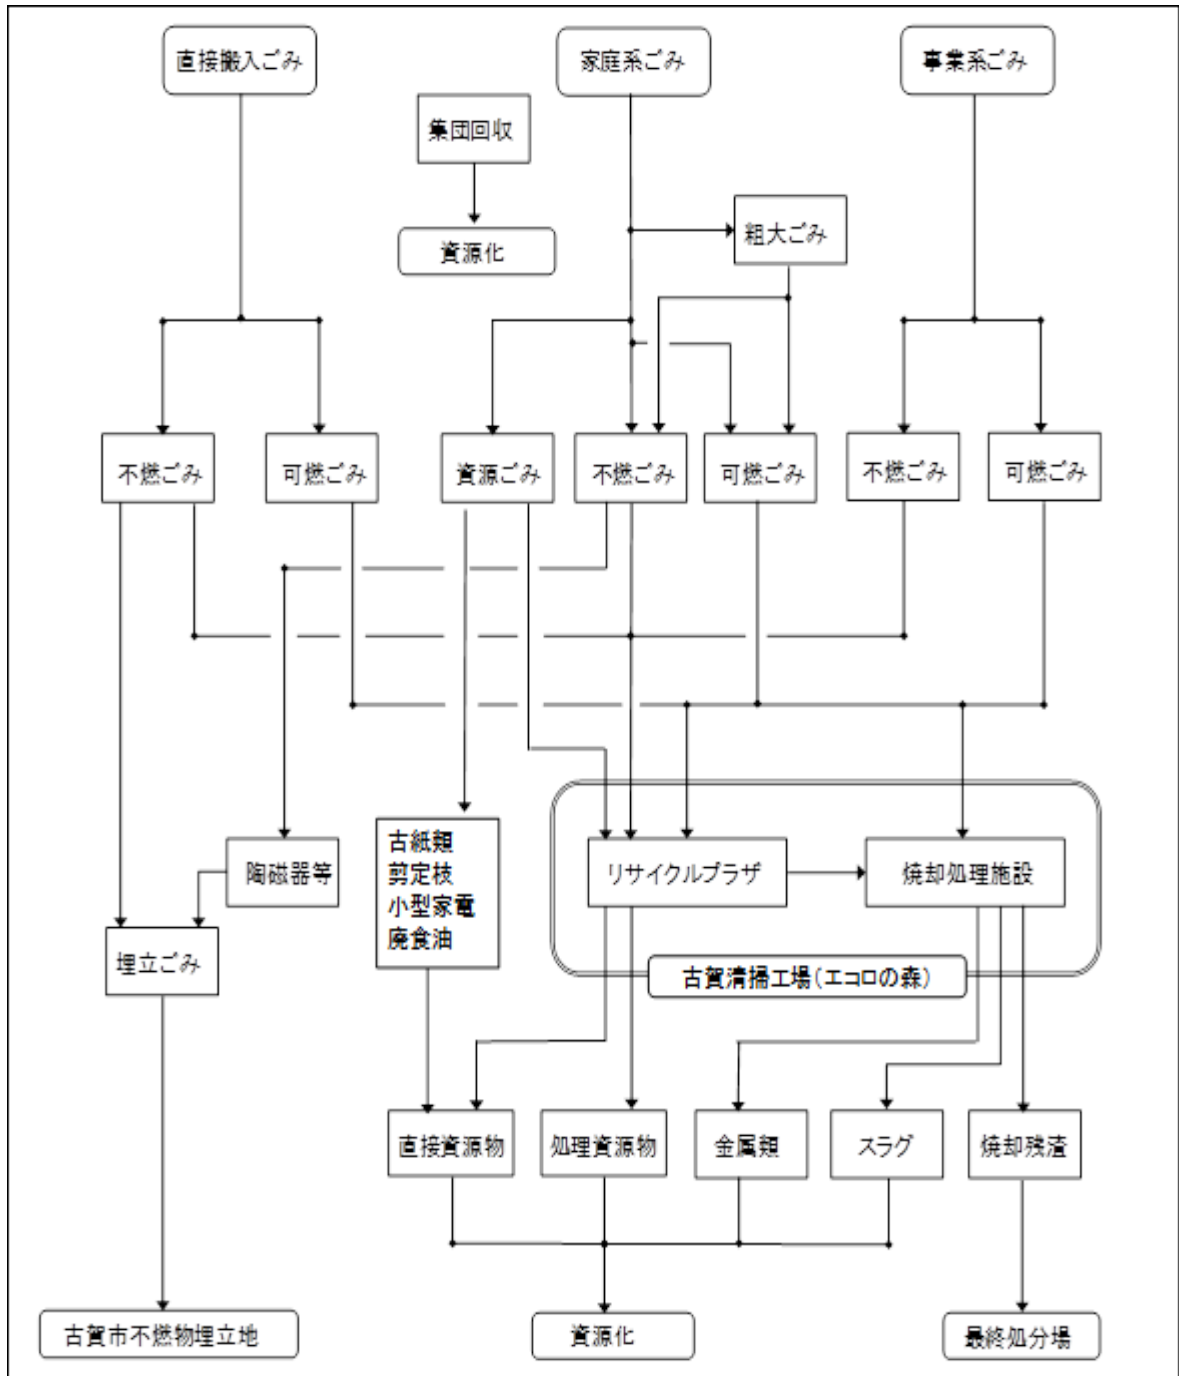 直接搬入ごみ
家庭系ごみ
事業系ごみ
集団回収
資源化
粗大ごみ
不燃ごみ
可燃ごみ
資源ごみ
不燃ごみ
可燃ごみ
不燃ごみ
可燃ごみ
陶磁器等
古紙類
剪定枝
小型家電
廃食油
リサイクルプラザ
焼却処理施設
埋立ごみ
古賀清掃工場(エコロの森)
直接資源物
処理資源物
金属類
スラグ
焼却残渣
古賀市不燃物埋立地
資源化
最終処分場